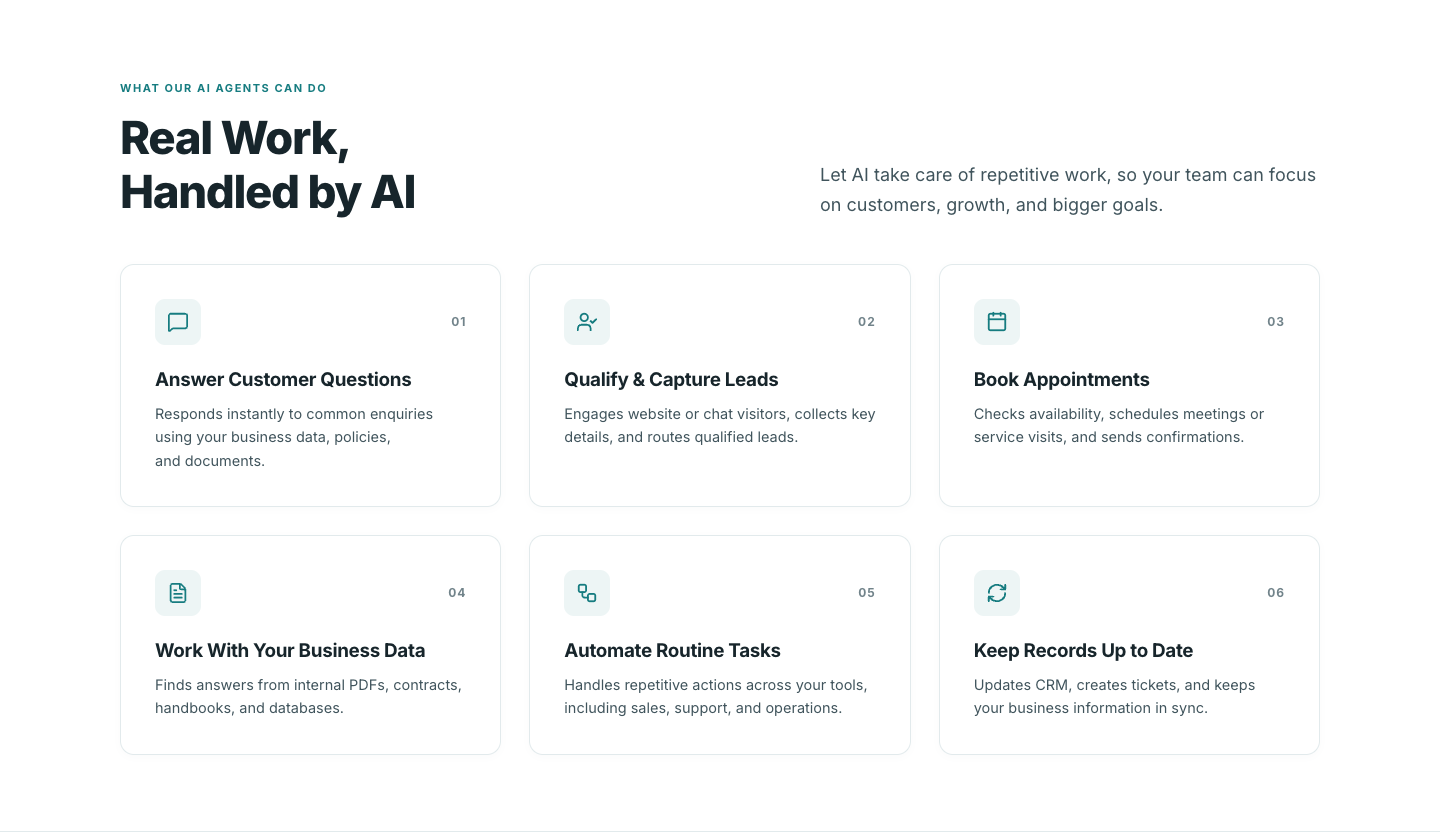 WHAT OUR AI AGENTS CAN DO
Real Work,
Handled by AI
Let AI take care of repetitive work, so your team can focus
on customers, growth, and bigger goals.
01
Answer Customer Questions
Responds instantly to common enquiries
using your business data, policies,
and documents.
02
Qualify & Capture Leads
Engages website or chat visitors, collects key
details, and routes qualified leads.
03
Book Appointments
Checks availability, schedules meetings or
service visits, and sends confirmations.
04
Work With Your Business Data
Finds answers from internal PDFs, contracts,
handbooks, and databases.
05
Automate Routine Tasks
Handles repetitive actions across your tools,
including sales, support, and operations.
06
Keep Records Up to Date
Updates CRM, creates tickets, and keeps
your business information in sync.